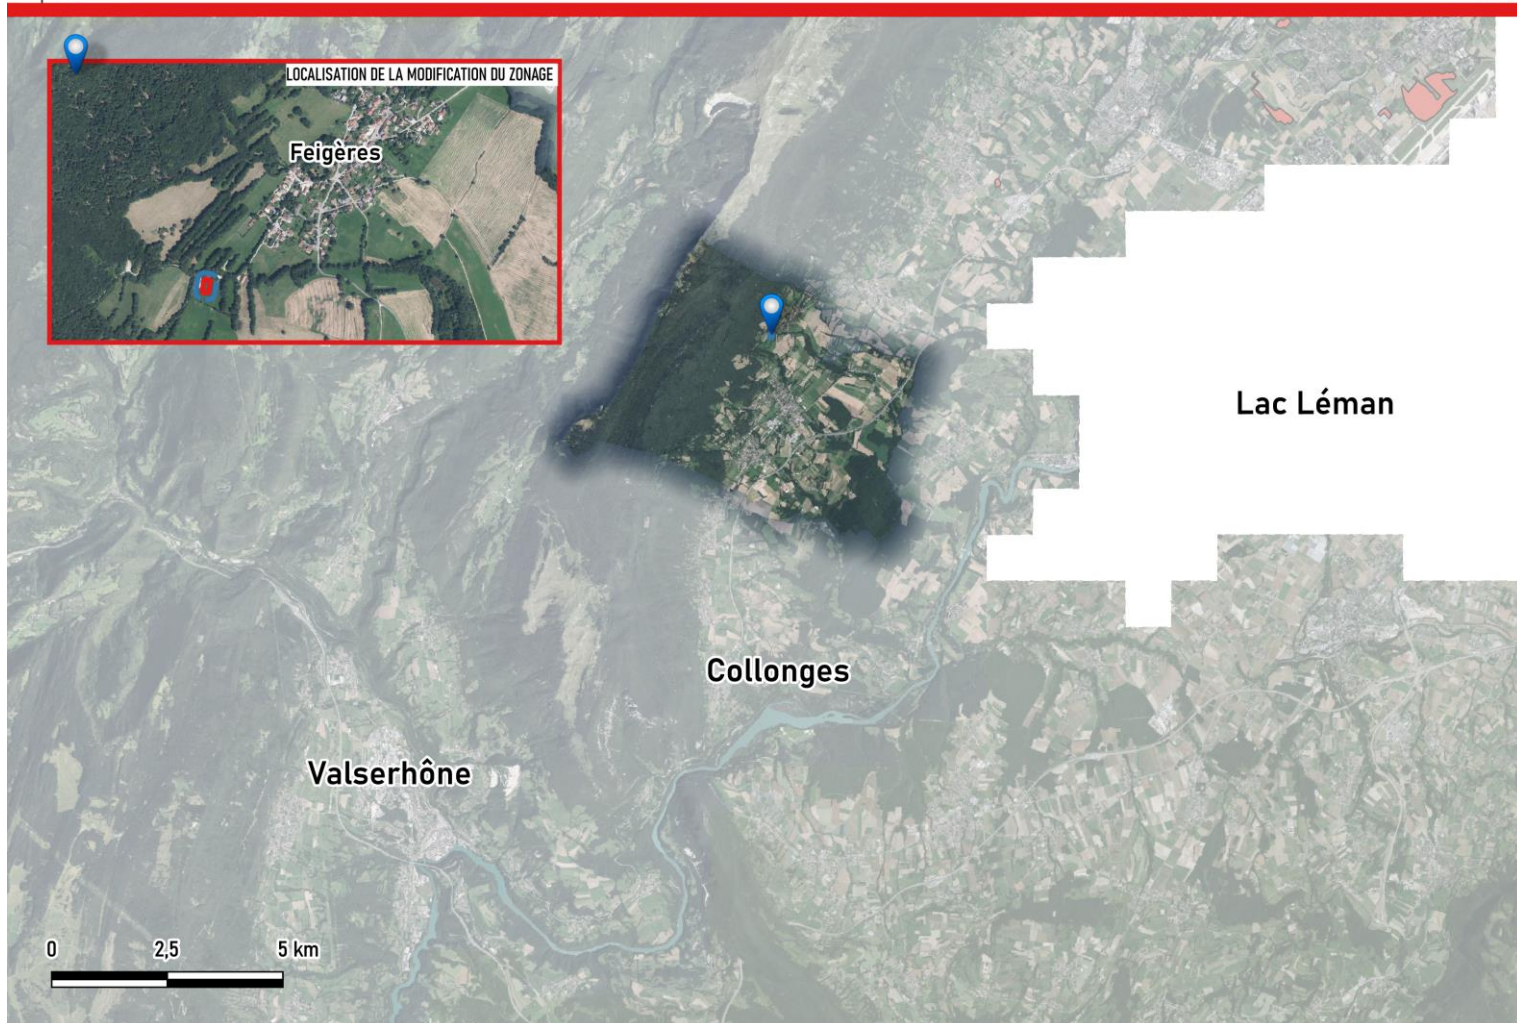 LOCALISATION DE LA MODIFICATION DU ZONAGE
Feigères
Lac Léman
Collonges
Valserhône
0 2,5 5 km